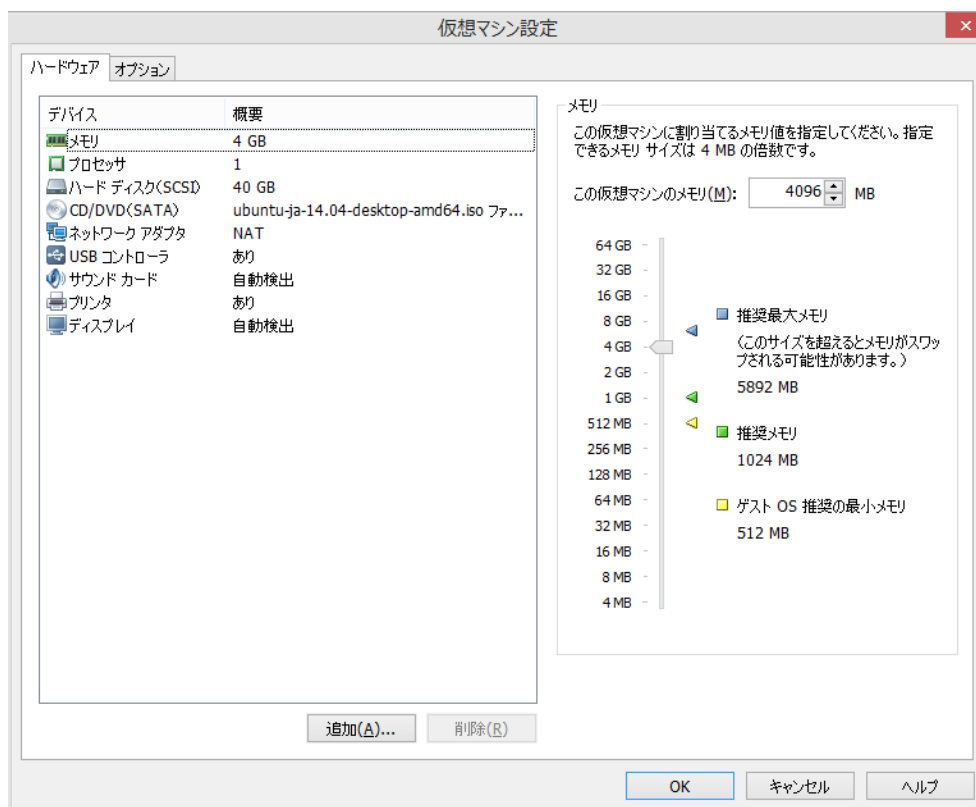 仮想マシン設定
ハードウェア オプション
デバイス 概要
メモリ 4 GB
プロセッサ 1
ハード ディスク(SCSI) 40 GB
CD/DVD(SATA) ubuntu-ja-14.04-desktop-amd64.iso ファ...
ネットワーク アダプタ NAT
USB コントローラ あり
サウンド カード 自動検出
プリンタ あり
ディスプレイ 自動検出
追加(A)... 削除(R)
メモリ
この仮想マシンに割り当てるメモリ値を指定してください。指定
できるメモリ サイズは 4 MB の倍数です。
この仮想マシンのメモリ(M): 4096 MB
64 GB
32 GB
16 GB
8 GB
4 GB
2 GB
1 GB
512 MB
256 MB
128 MB
64 MB
32 MB
16 MB
8 MB
4 MB
推奨最大メモリ
(このサイズを超えるとメモリがスワッ
プされる可能性があります。)
5892 MB
推奨メモリ
1024 MB
ゲスト OS 推奨の最小メモリ
512 MB
OK キャンセル ヘルプ